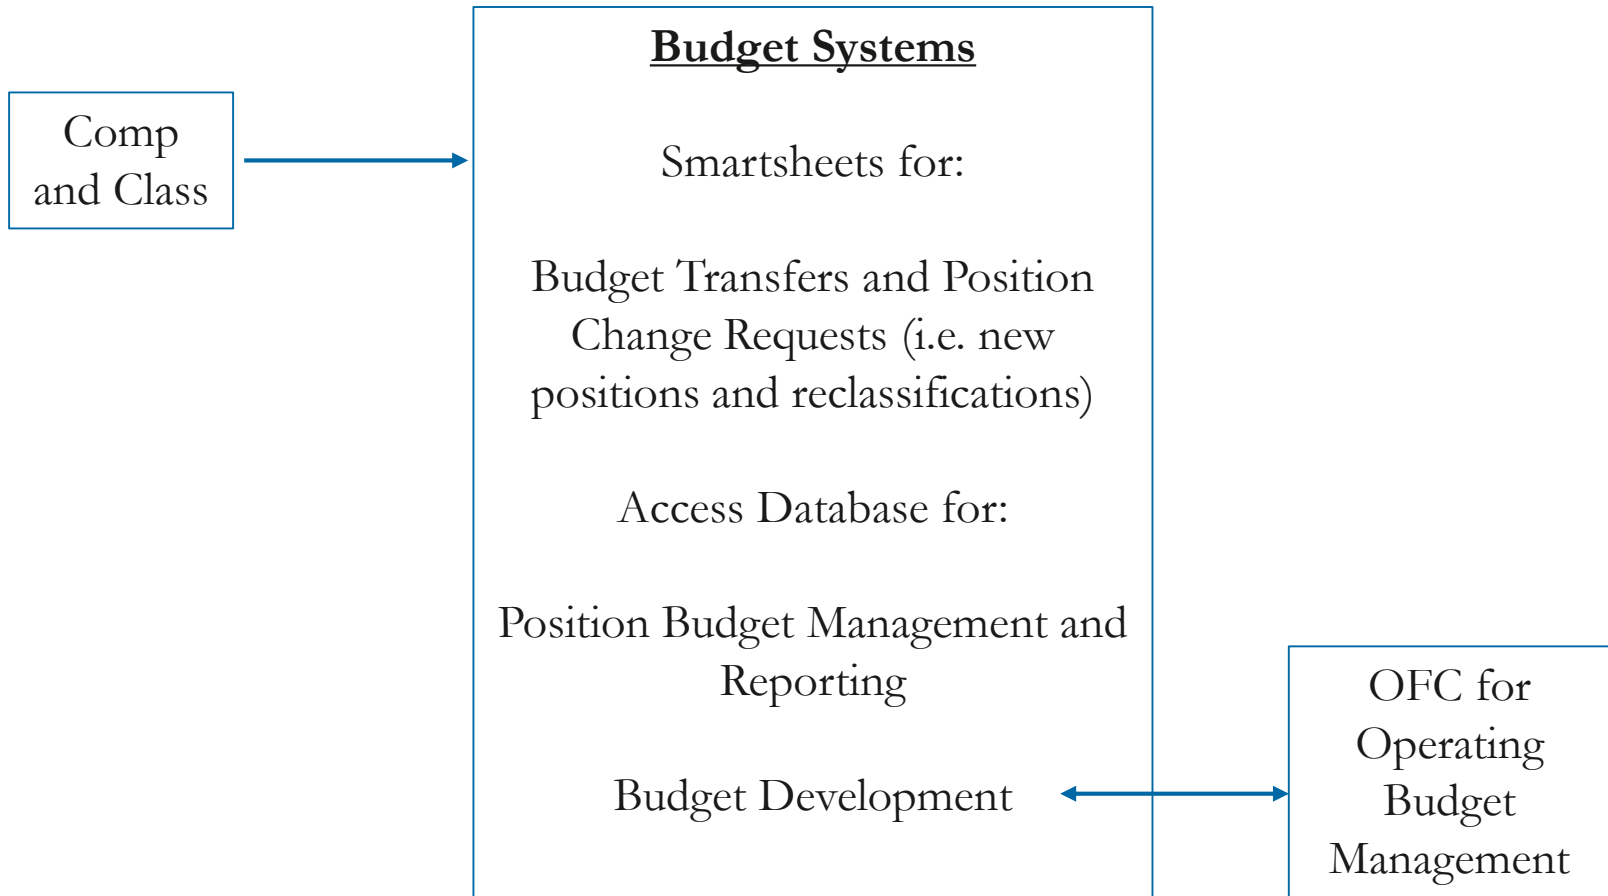 Budget Systems
Comp
and Class
Smartsheets for:
Budget Transfers and Position
Change Requests (i.e. new
positions and reclassifications)
Access Database for:
Position Budget Management and
Reporting
Budget Development
OFC for
Operating
Budget
Management